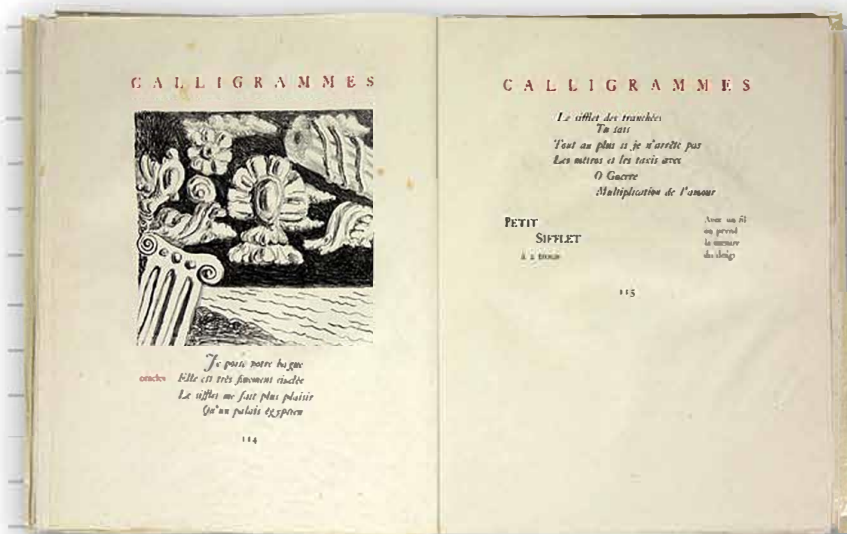 CALLIGRAMMES
Je porte votre bague
oracles Elle est très finement ciselée
Le sifflet me fait plus plaisir
Qu'un palais égyptien
114
CALLIGRAMMES
Le sifflet des tranchées
Tu sais
Tout au plus si je n'arrête pas
Les métros et les taxis avec
O Guerre
Multiplication de l'amour
PETIT
SIFFLET
à 2 trous
Avec un fil
on prend
la mesure
du doigt
115